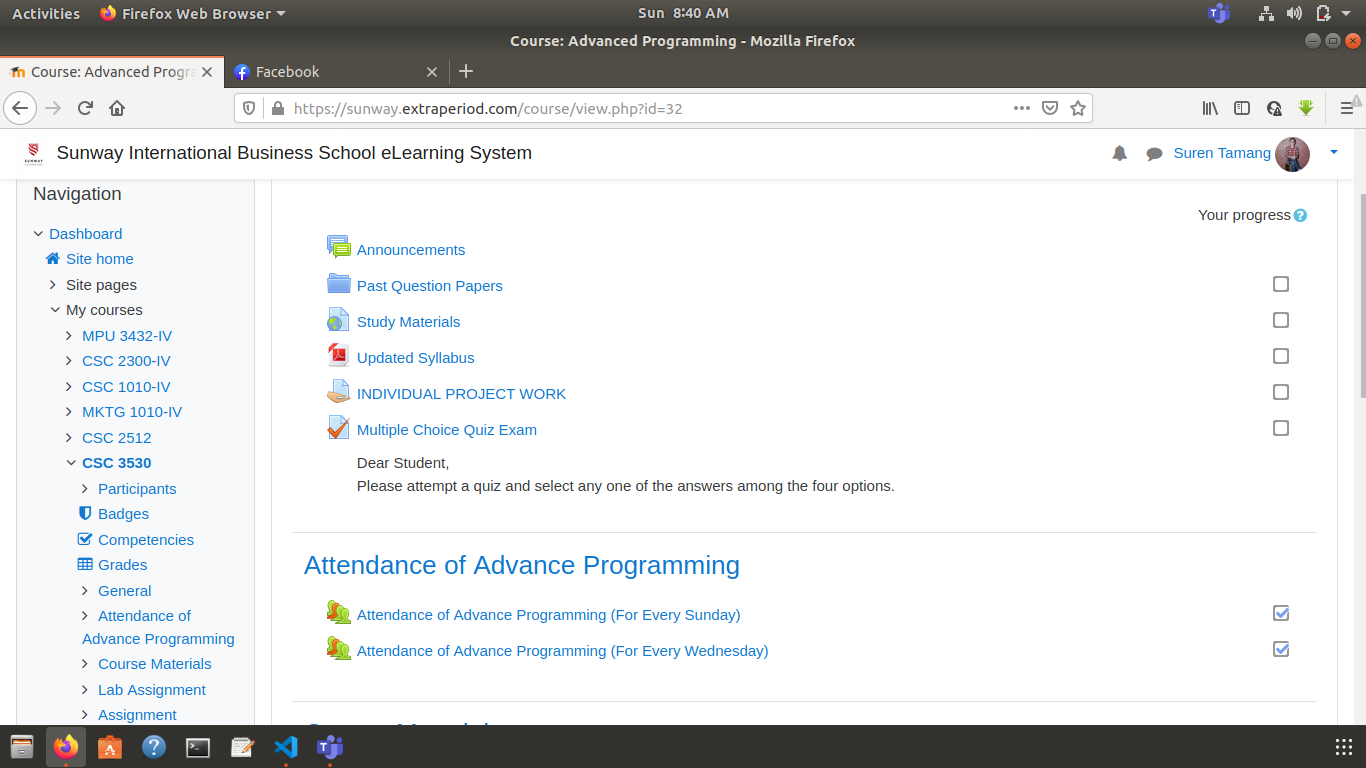 Activities
Firefox Web Browser
Sun 8:40 AM
Course: Advanced Programming - Mozilla Firefox
Course: Advanced Progra
Facebook
https://sunway.extraperiod.com/course/view.php?id=32
SUNWAY
Sunway International Business School eLearning System
Suren Tamang
Navigation
Dashboard
Site home
Site pages
My courses
MPU 3432-IV
CSC 2300-IV
CSC 1010-IV
MKTG 1010-IV
CSC 2512
CSC 3530
Participants
Badges
Competencies
Grades
General
Attendance of
Advance Programming
Course Materials
Lab Assignment
Assignment
Your progress
Announcements
Past Question Papers
Study Materials
Updated Syllabus
INDIVIDUAL PROJECT WORK
Multiple Choice Quiz Exam
Dear Student,
Please attempt a quiz and select any one of the answers among the four options.
Attendance of Advance Programming
Attendance of Advance Programming (For Every Sunday)
Attendance of Advance Programming (For Every Wednesday)